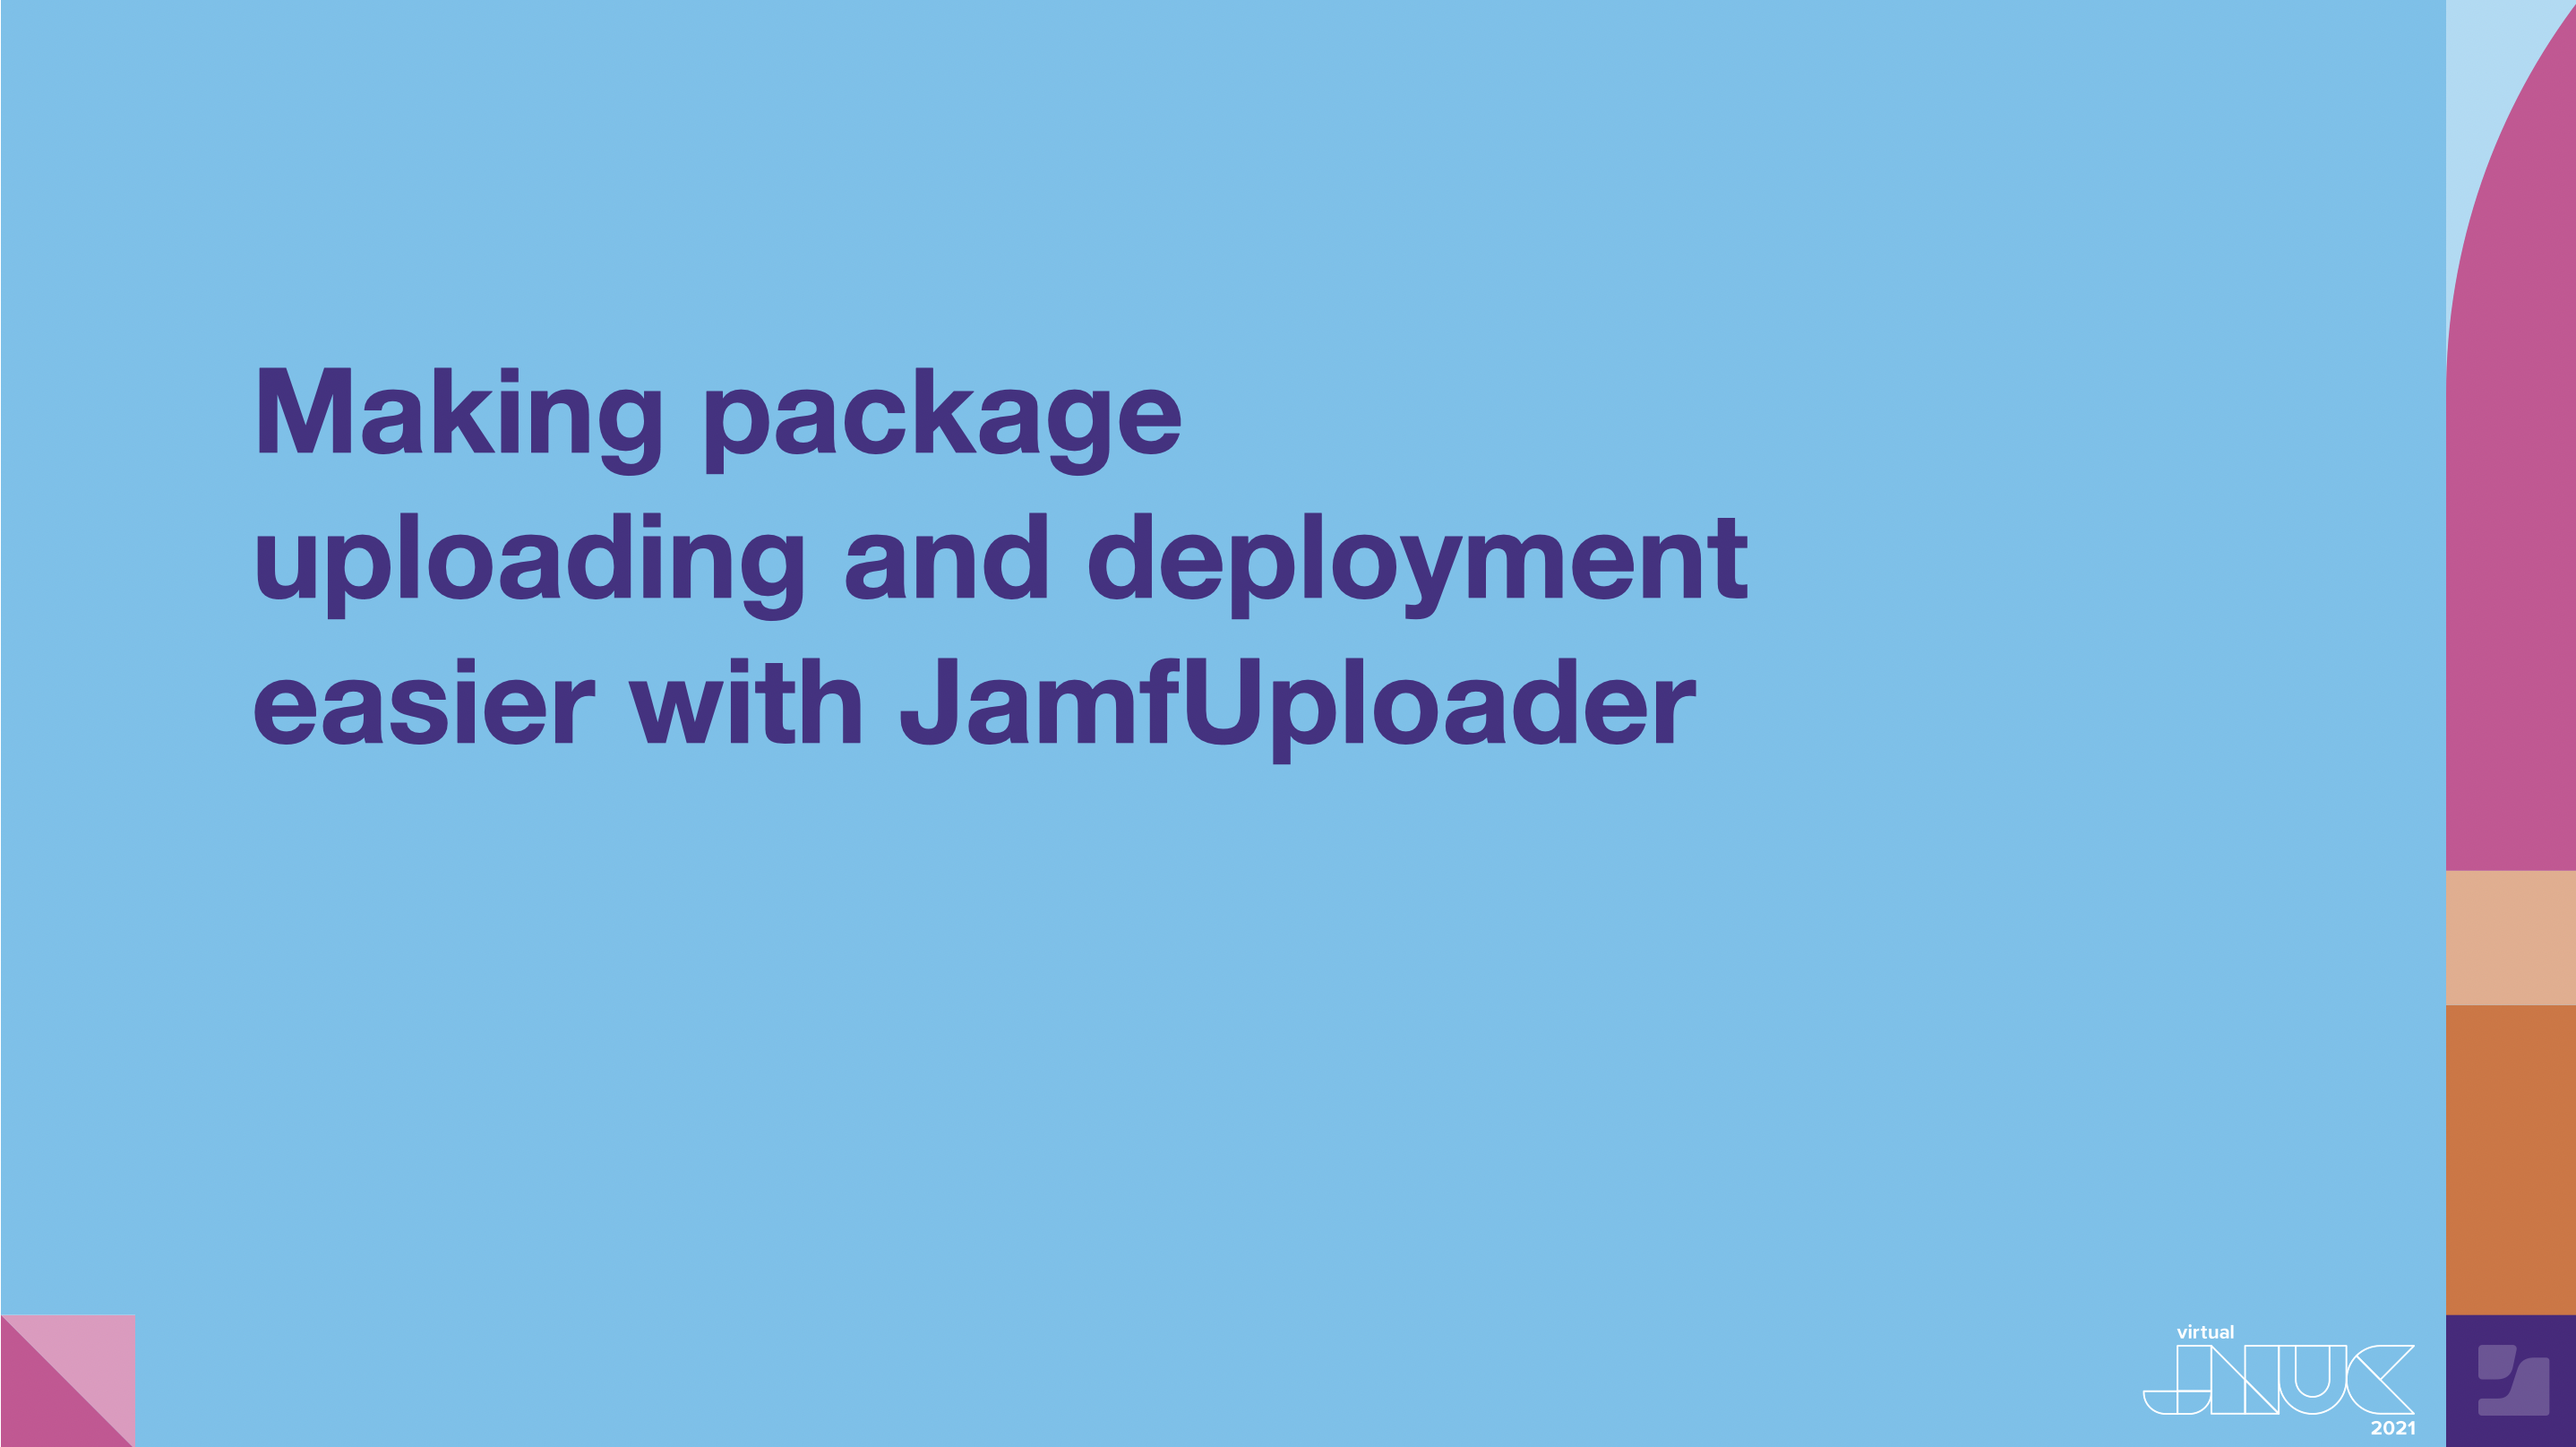 Making package
uploading and deployment
easier with JamfUploader
virtual
JNUC
2021